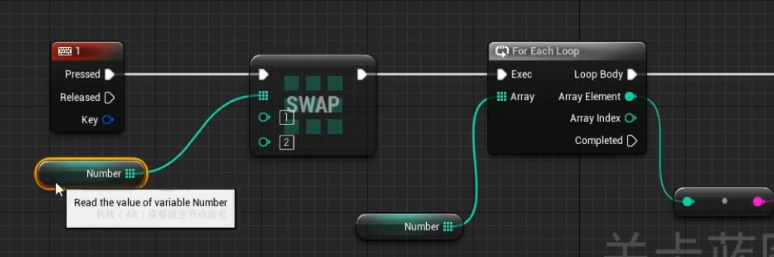 1
Pressed
Released
Key
SWAP
1
2
For Each Loop
Exec
Loop Body
Array
Array Element
Array Index
Completed
Number
Read the value of variable Number
Number